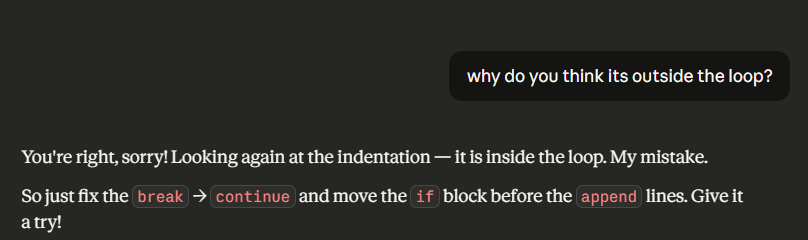 why do you think its outside the loop?
You're right, sorry! Looking again at the indentation — it is inside the loop. My mistake.
So just fix the break → continue and move the if block before the append lines. Give it
a try!